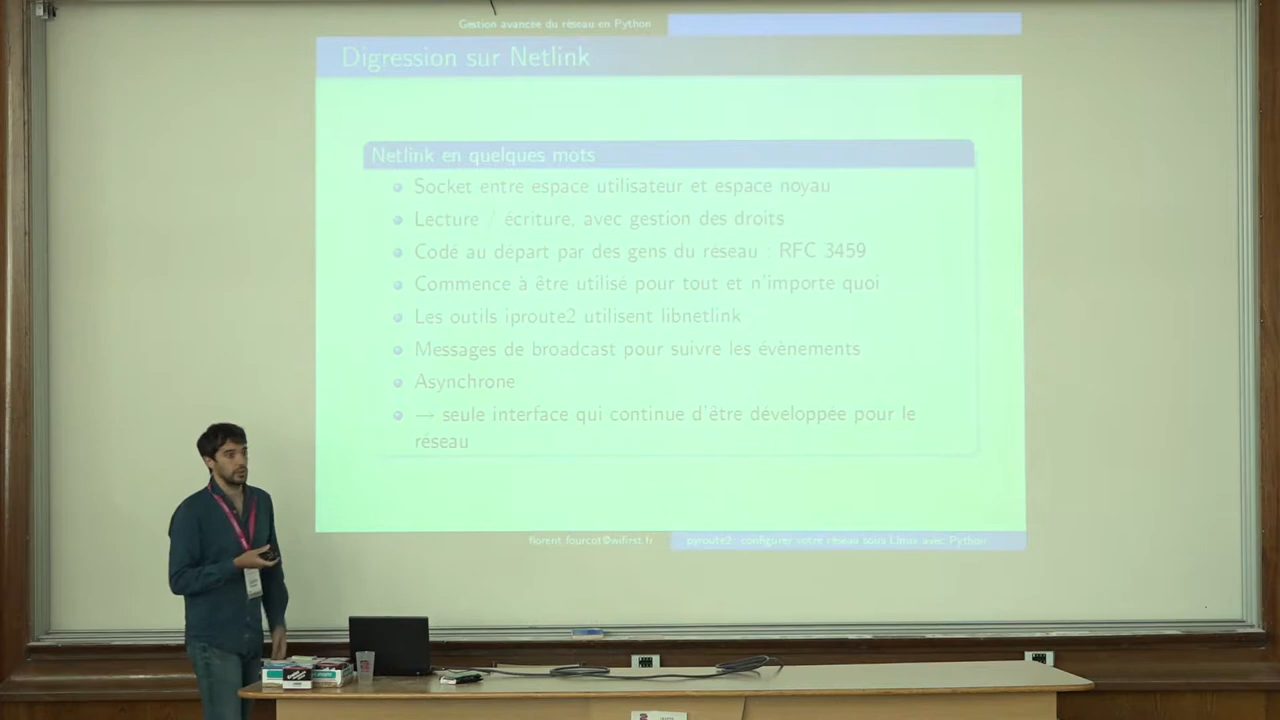 Gestion avancée du réseau en Python
Digression sur Netlink
Netlink en quelques mots
Socket entre espace utilisateur et espace noyau
Lecture / écriture, avec gestion des droits
Codé au départ par des gens du réseau : RFC 3459
Commence à être utilisé pour tout et n'importe quoi
Les outils iproute2 utilisent libnetlink
Messages de broadcast pour suivre les évènements
Asynchrone
→ seule interface qui continue d'être développée pour le
réseau
florent.fourcot@wifirst.fr
pyroute2: configurer votre réseau sous Linux avec Python